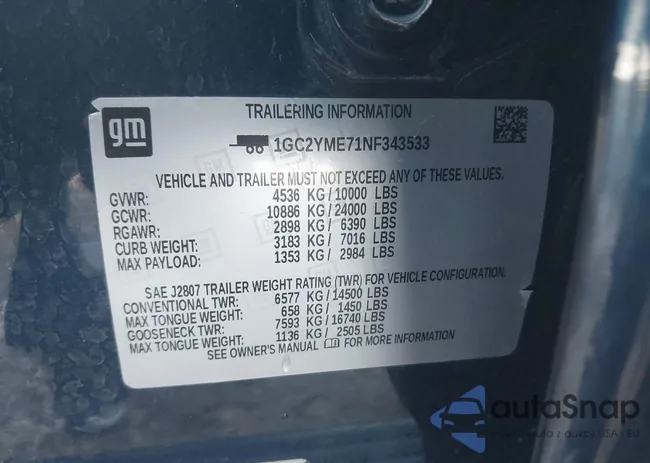 gm
TRAILERING INFORMATION
1GC2YME71NF343533
VEHICLE AND TRAILER MUST NOT EXCEED ANY OF THESE VALUES.
GVWR: 4536 KG/10000 LBS
GCWR: 10886 KG/24000 LBS
RGAWR: 2898 KG/ 6390 LBS
CURB WEIGHT: 3183 KG/ 7016 LBS
MAX PAYLOAD: 1353 KG/ 2984 LBS
SAE J2807 TRAILER WEIGHT RATING (TWR) FOR VEHICLE CONFIGURATION.
CONVENTIONAL TWR: 6577 KG/14500 LBS
MAX TONGUE WEIGHT: 658 KG/ 1450 LBS
GOOSENECK TWR: 7593 KG/16740 LBS
MAX TONGUE WEIGHT: 1136 KG/ 2505 LBS
SEE OWNER'S MANUAL FOR MORE INFORMATION
autaSnap
auta z aukcji USA / EU